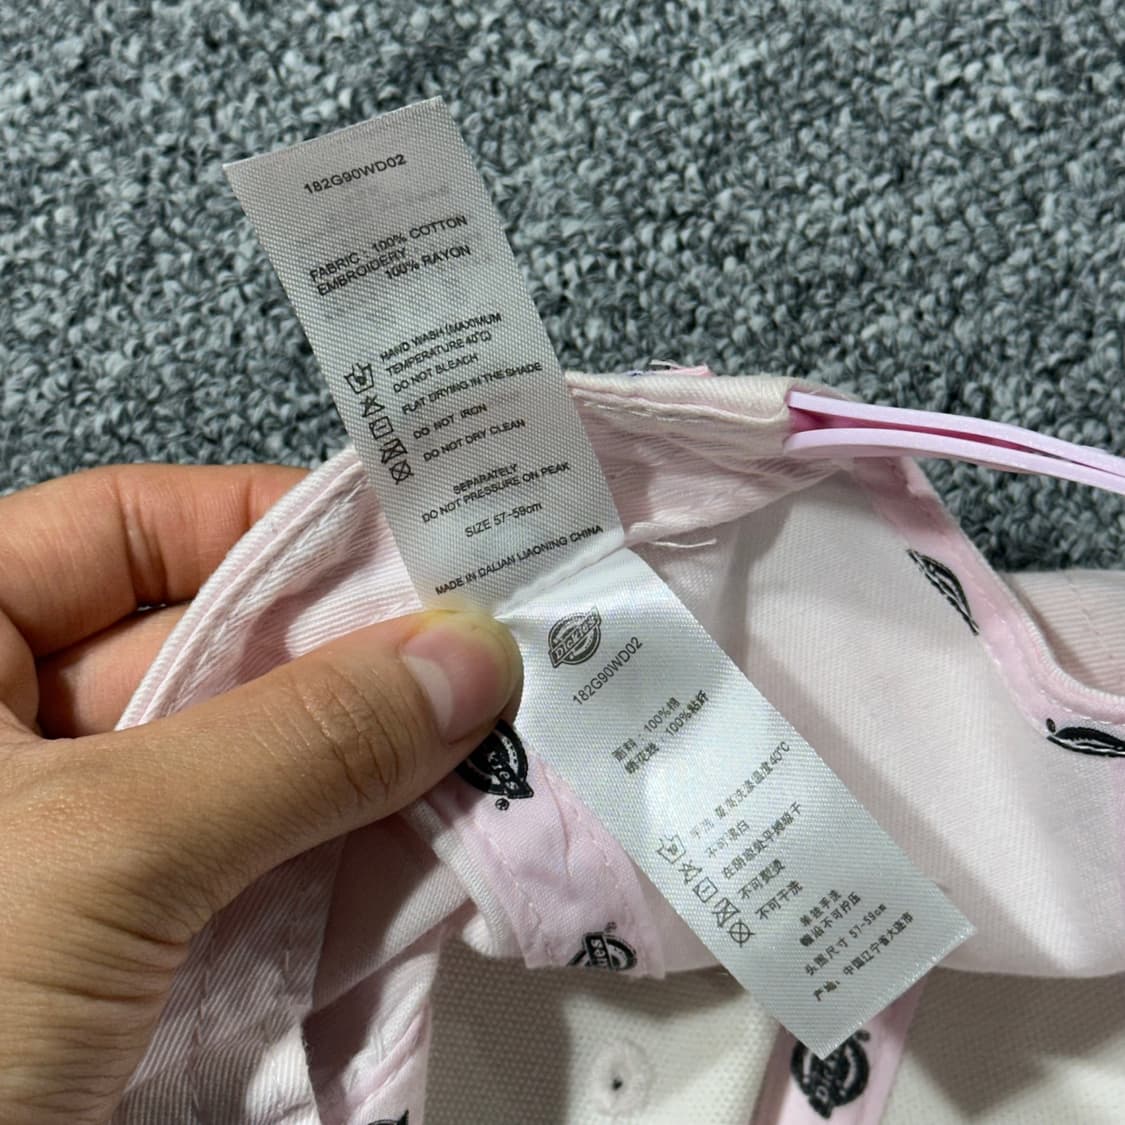 182G90WD02
FABRIC: 100% COTTON
EMBROIDERY
100% RAYON
HAND WASH(MAXIMUM
TEMPERATURE 40℃)
DO NOT BLEACH
FLAT DRYING IN THE SHADE
DO NOT IRON
DO NOT DRY CLEAN
SEPARATELY
DO NOT PRESSURE ON PEAK
SIZE 57-59cm
MADE IN DALIAN LIAONING CHINA
Dickies
182G90WD02
面料:100%棉
绣花线:100%粘纤
手洗 最高洗涤温度40℃
不可漂白
在阴凉处平摊晾干
不可熨烫
不可干洗
单独手洗
帽沿不可拧压
头围尺寸 57-59cm
产地:中国辽宁省大连市